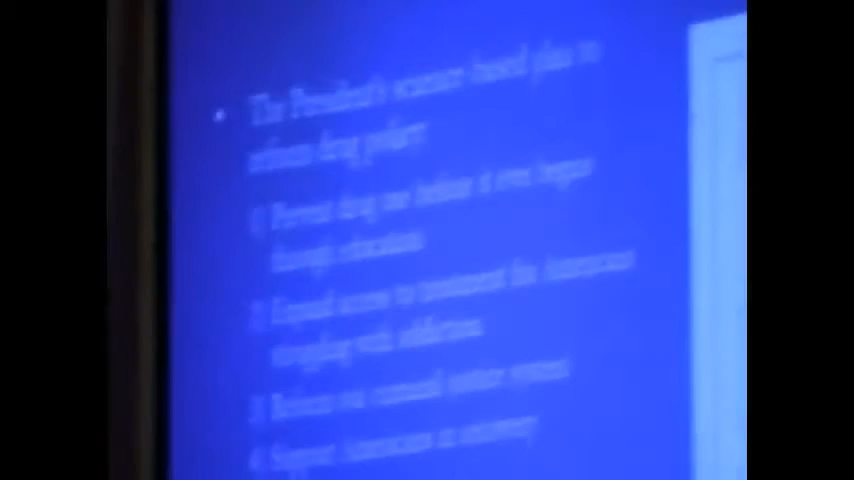 The President's science-based plan to
reform drug policy:
1) Prevent drug use before it ever begins
through education
2) Expand access to treatment for Americans
struggling with addiction
3) Reform our criminal justice system
4) Support Americans in recovery